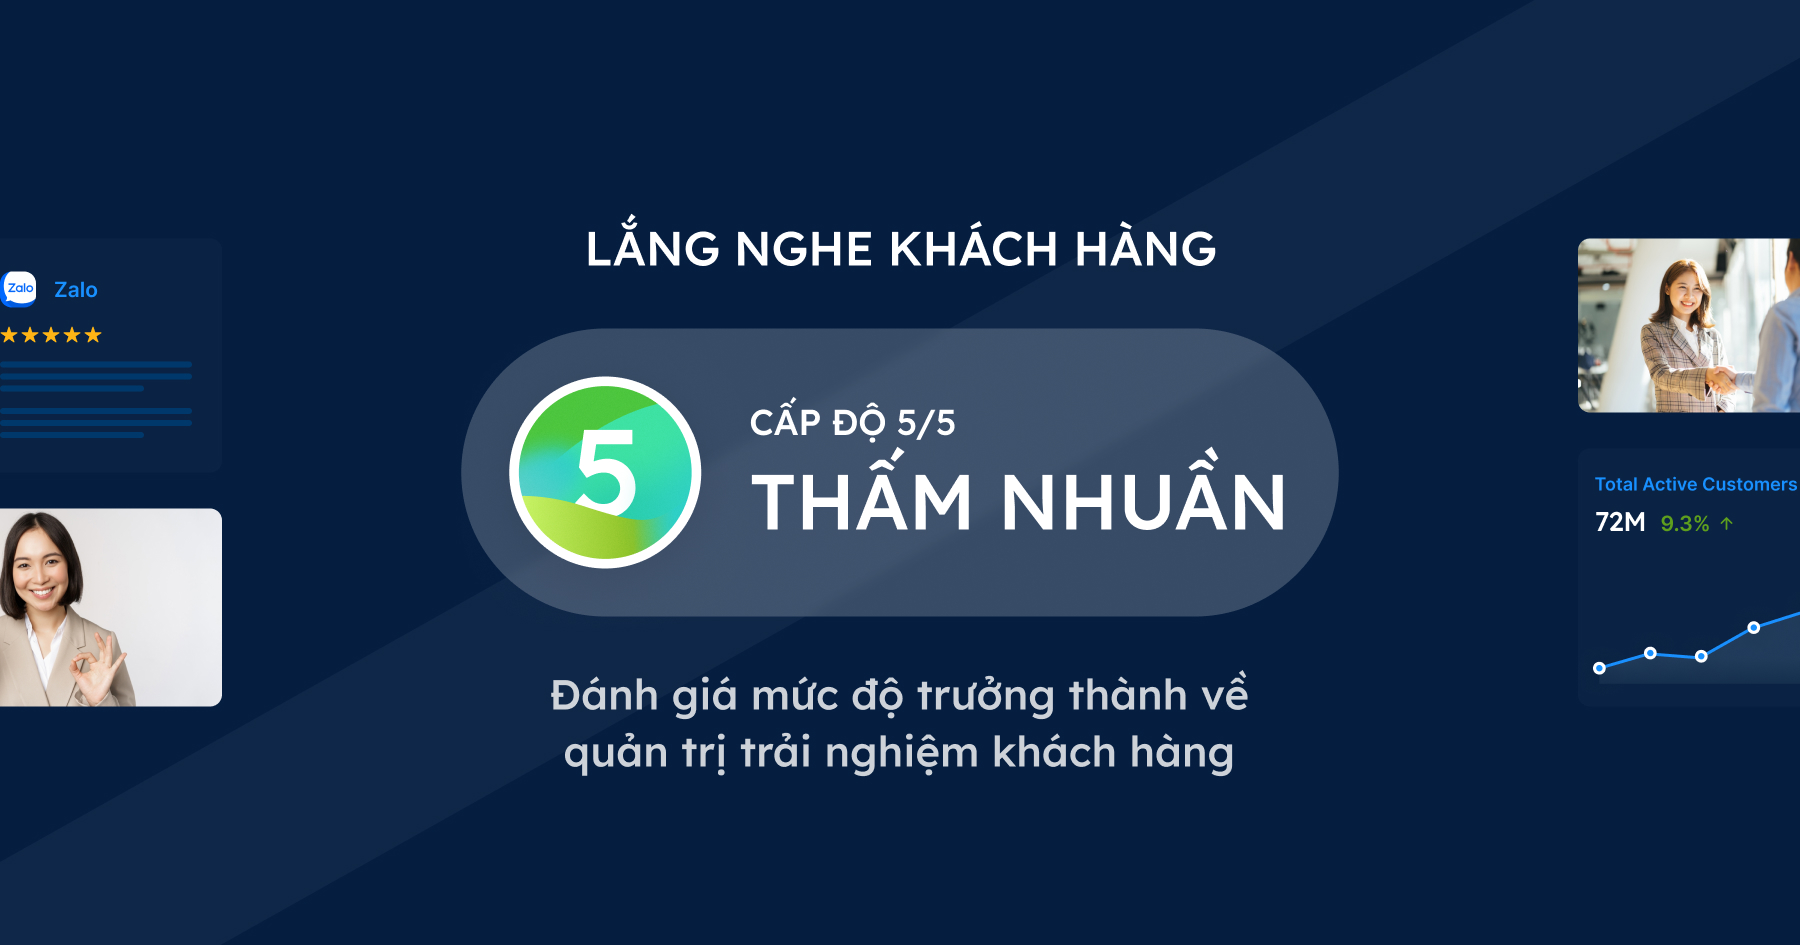 LẮNG NGHE KHÁCH HÀNG
Zalo
Zalo
5
CẤP ĐỘ 5/5
THẤM NHUẦN
Total Active Customers
72M 9.3% ↑
Đánh giá mức độ trưởng thành về
quản trị trải nghiệm khách hàng